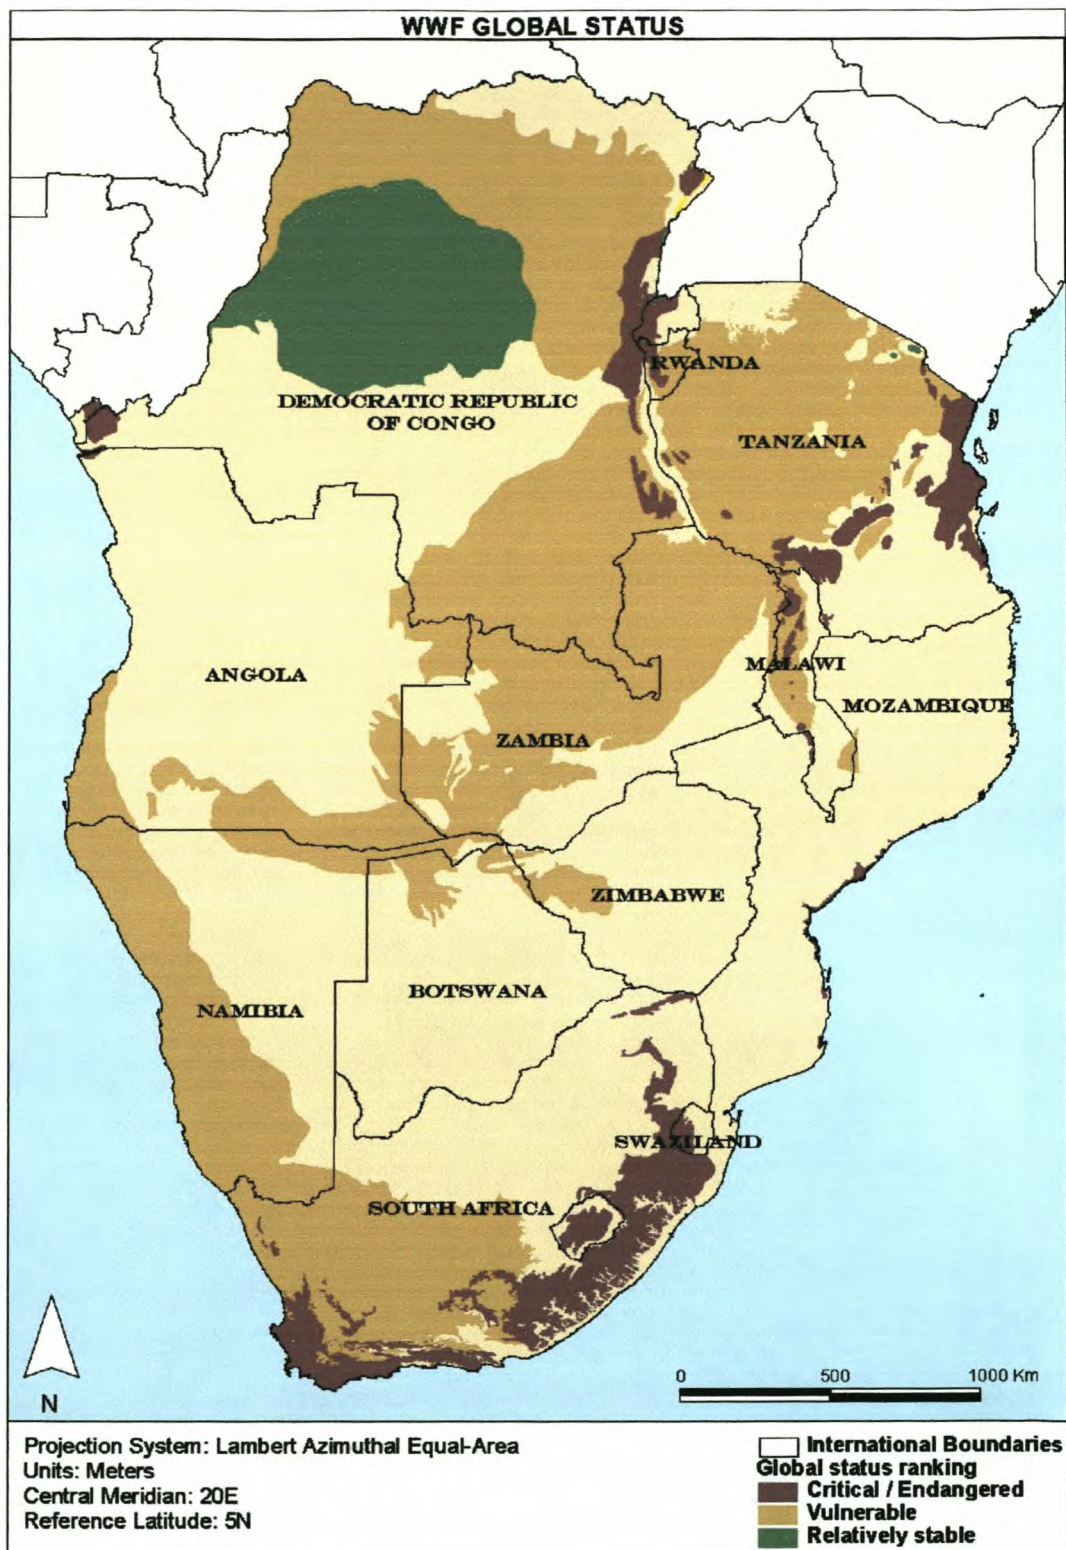 WWF GLOBAL STATUS
RWANDA
DEMOCRATIC REPUBLIC
OF CONGO
TANZANIA
ANGOLA
MALAWI
MOZAMBIQUE
ZAMBIA
ZIMBABWE
BOTSWANA
NAMIBIA
SWAZILAND
SOUTH AFRICA
N
0 500 1000 Km
Projection System: Lambert Azimuthal Equal-Area
Units: Meters
Central Meridian: 20E
Reference Latitude: 5N
International Boundaries
Global status ranking
Critical / Endangered
Vulnerable
Relatively stable